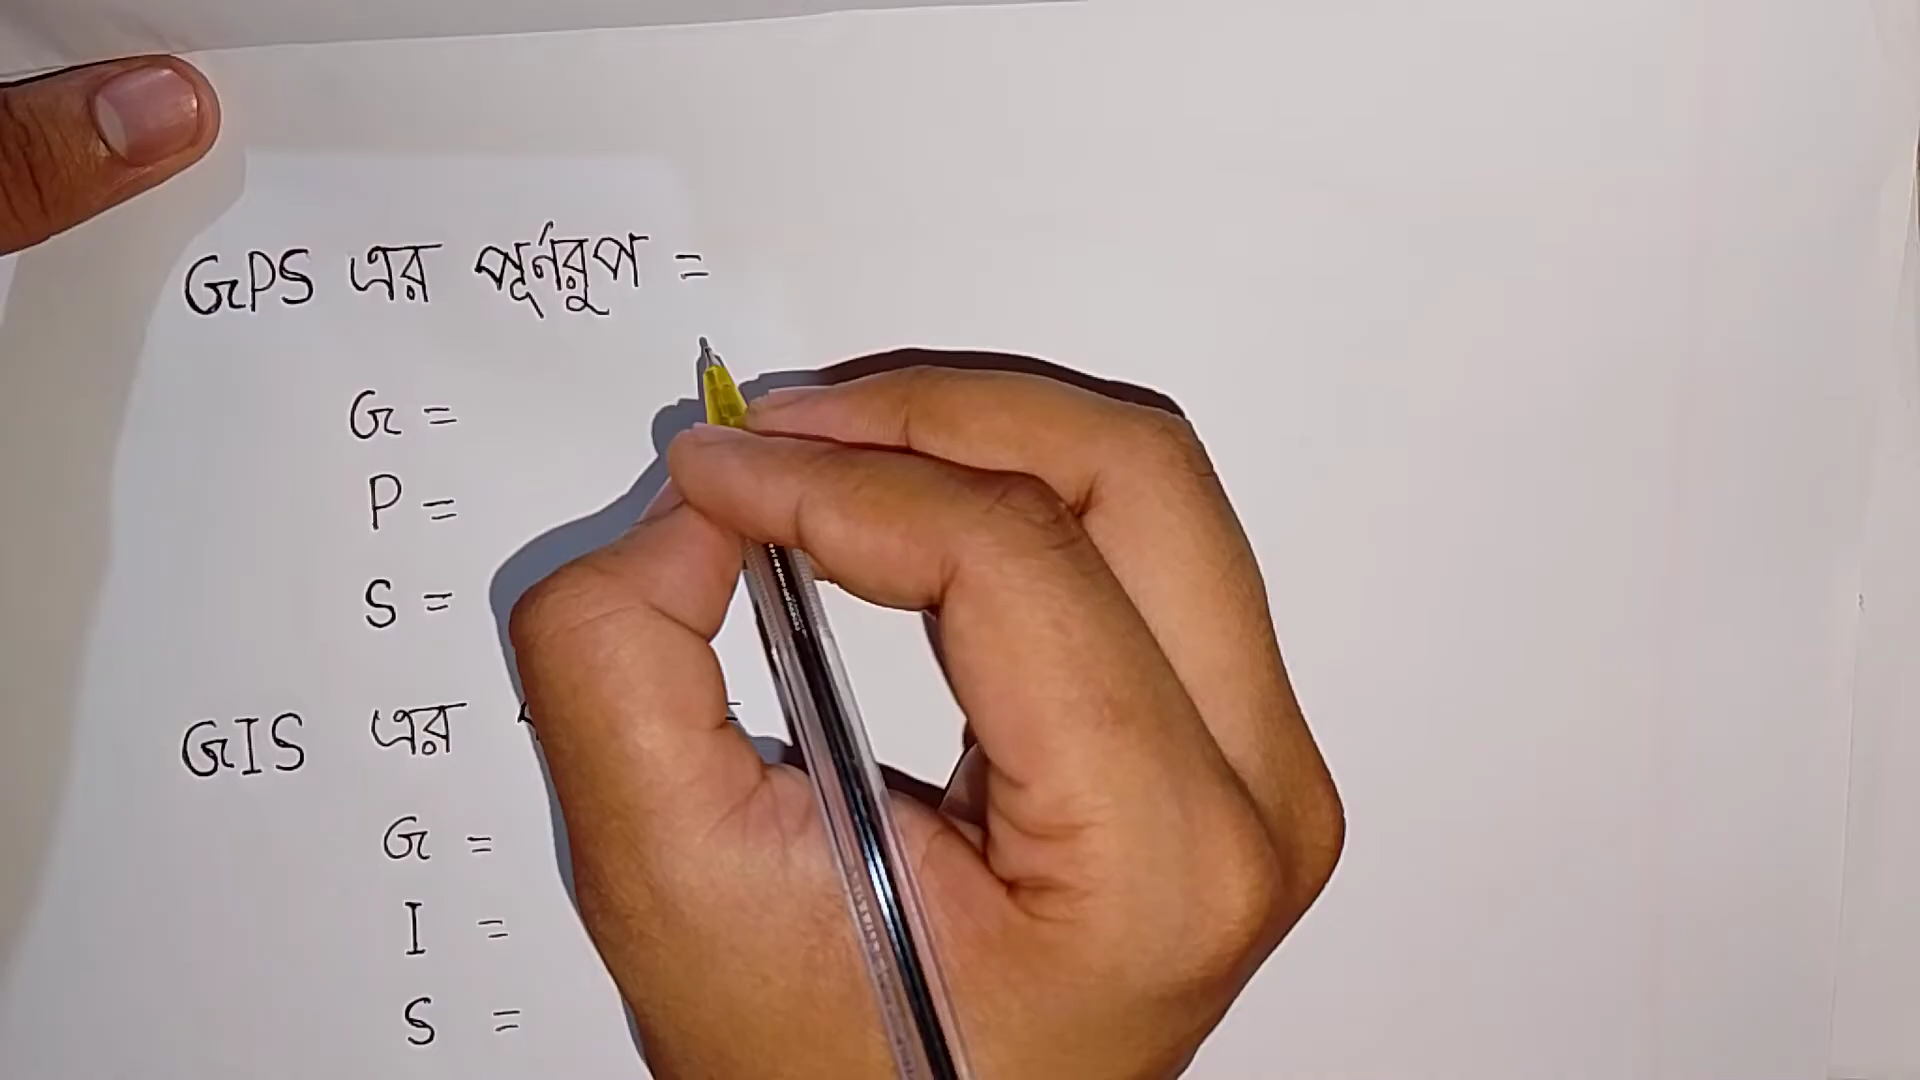 GPS এর পূর্নরুপ =
G =
P =
S =
GIS এর =
G =
I =
S =